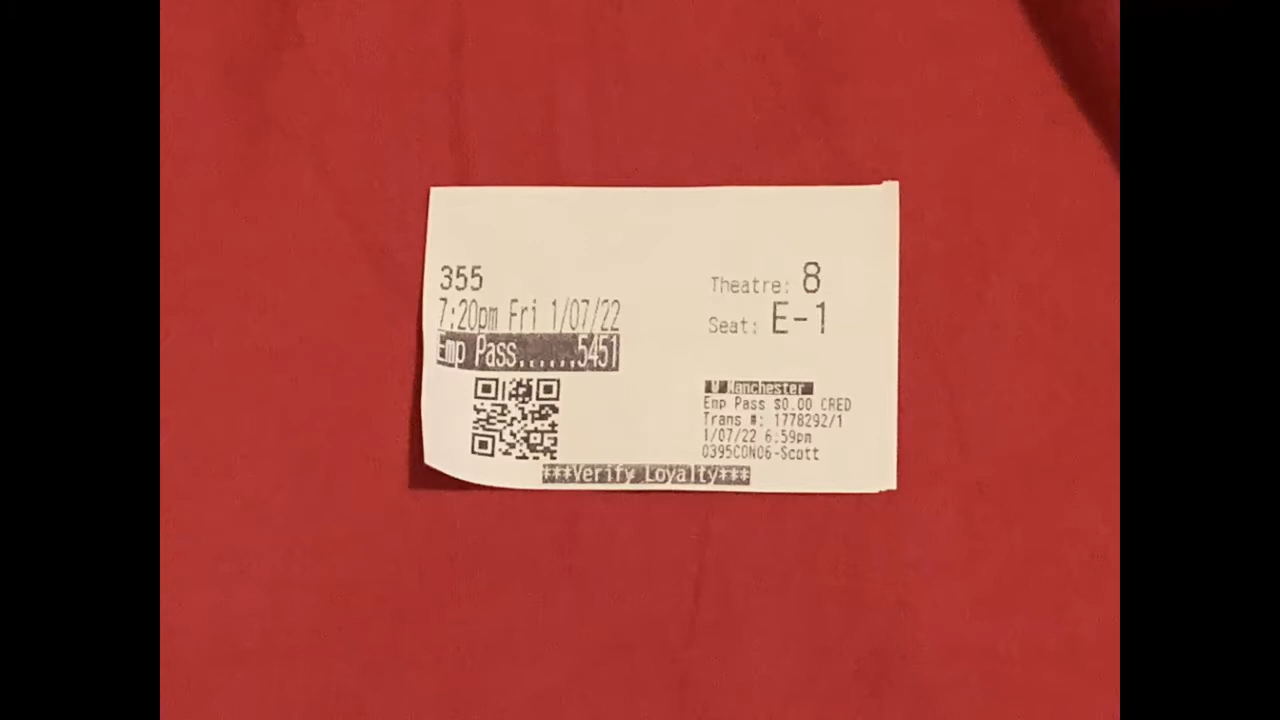 355
7:20pm Fri 1/07/22
Emp Pass......5451
Theatre: 8
Seat: E-1
W Manchester
Emp Pass $0.00 CRED
Trans #: 1778292/1
1/07/22 6:59pm
0395CON06-Scott
***Verify Loyalty***